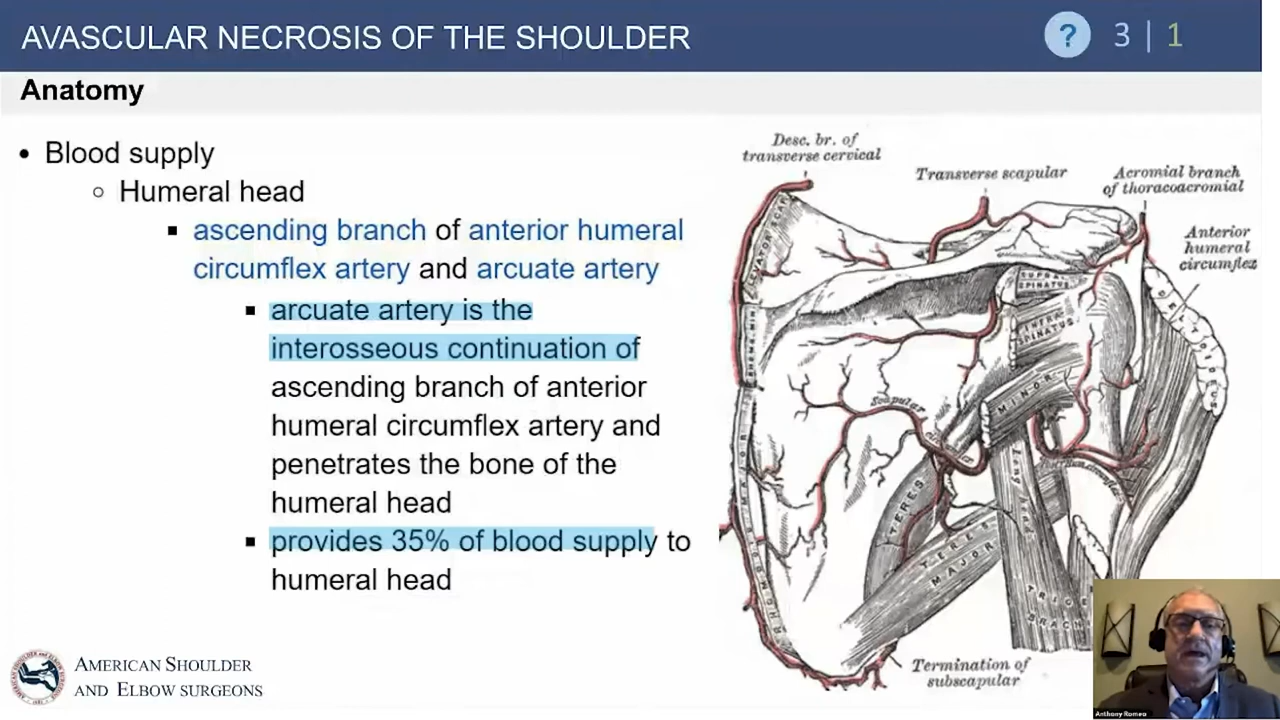 AVASCULAR NECROSIS OF THE SHOULDER
? 3 | 1
Anatomy
• Blood supply
○ Humeral head
▪ ascending branch of anterior humeral
circumflex artery and arcuate artery
▪ arcuate artery is the
interosseous continuation of
ascending branch of anterior
humeral circumflex artery and
penetrates the bone of the
humeral head
▪ provides 35% of blood supply to
humeral head
Desc. br. of
transverse cervical
Transverse scapular
Acromial branch
of thoracoacromial
Anterior
humeral
circumflex
SUPRA-
SPINATUS
INFRA-
SPINATUS
MINOR
Scapular
TERES
TERES
MAJOR
Long head
Termination of
subscapular
AMERICAN SHOULDER
AND ELBOW SURGEONS
Anthony Romeo